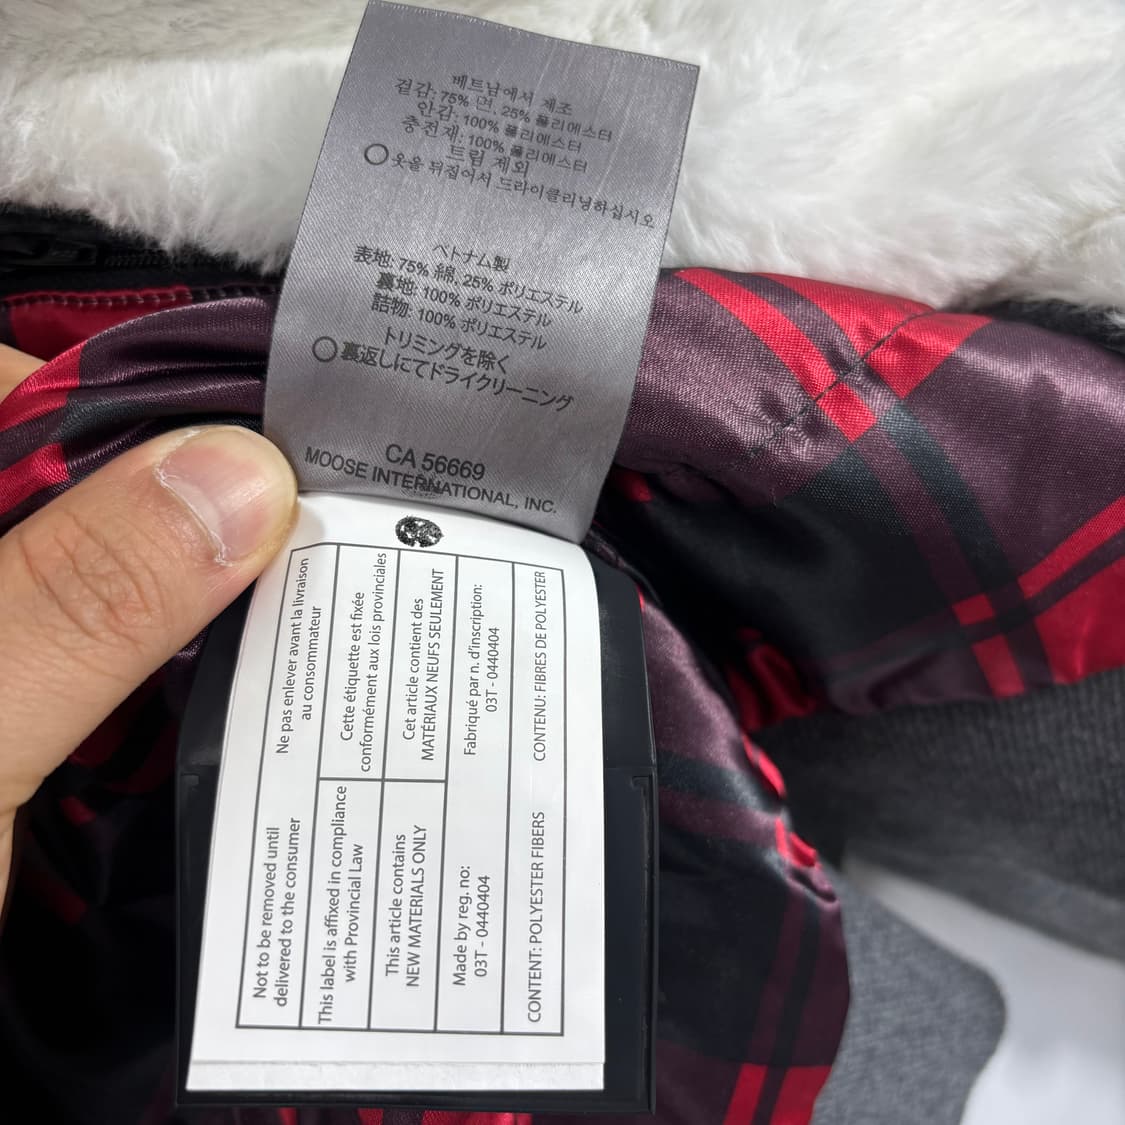 베트남에서 제조
겉감: 75% 면, 25% 폴리에스터
안감: 100% 폴리에스터
충전재: 100% 폴리에스터
트림 제외
옷을 뒤집어서 드라이클리닝하십시오
ベトナム製
表地: 75% 綿, 25% ポリエステル
裏地: 100% ポリエステル
詰物: 100% ポリエステル
トリミングを除く
裏返しにてドライクリーニング
CA 56669
MOOSE INTERNATIONAL, INC.
Not to be removed until
delivered to the consumer
Ne pas enlever avant la livraison
au consommateur
This label is affixed in compliance
with Provincial Law
Cette étiquette est fixée
conformément aux lois provinciales
This article contains
NEW MATERIALS ONLY
Cet article contient des
MATÉRIAUX NEUFS SEULEMENT
Made by reg. no:
03T - 0440404
Fabriqué par n. d'inscription:
03T - 0440404
CONTENT: POLYESTER FIBERS
CONTENU: FIBRES DE POLYESTER